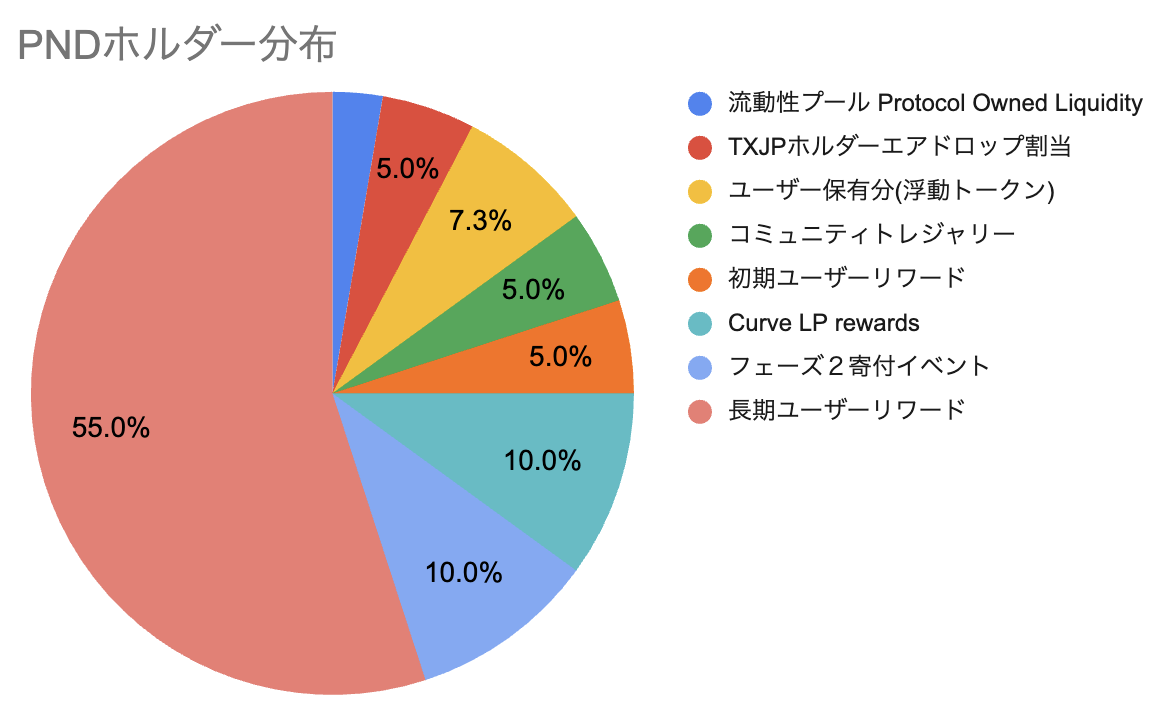 PNDホルダー分布
流動性プール Protocol Owned Liquidity
TXJPホルダーエアドロップ割当
ユーザー保有分(浮動トークン)
コミュニティトレジャリー
初期ユーザーリワード
Curve LP rewards
フェーズ２寄付イベント
長期ユーザーリワード
5.0%
7.3%
5.0%
5.0%
10.0%
10.0%
55.0%